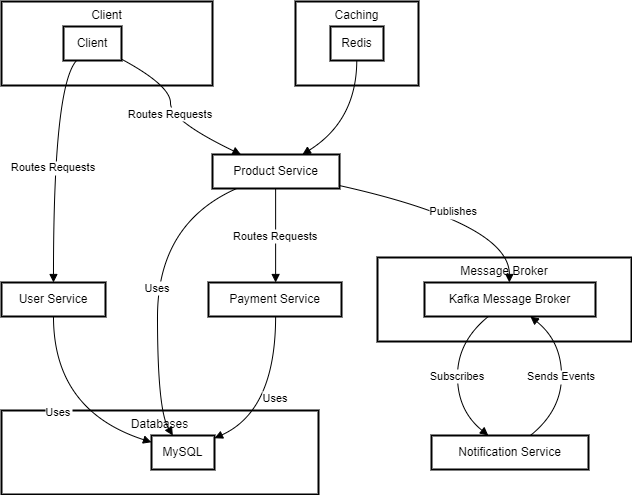 Client
Caching
Client
Redis
Routes Requests
Routes Requests
Product Service
Publishes
Routes Requests
Message Broker
Uses
User Service
Payment Service
Kafka Message Broker
Subscribes
Sends Events
Uses
Uses
Databases
MySQL
Notification Service